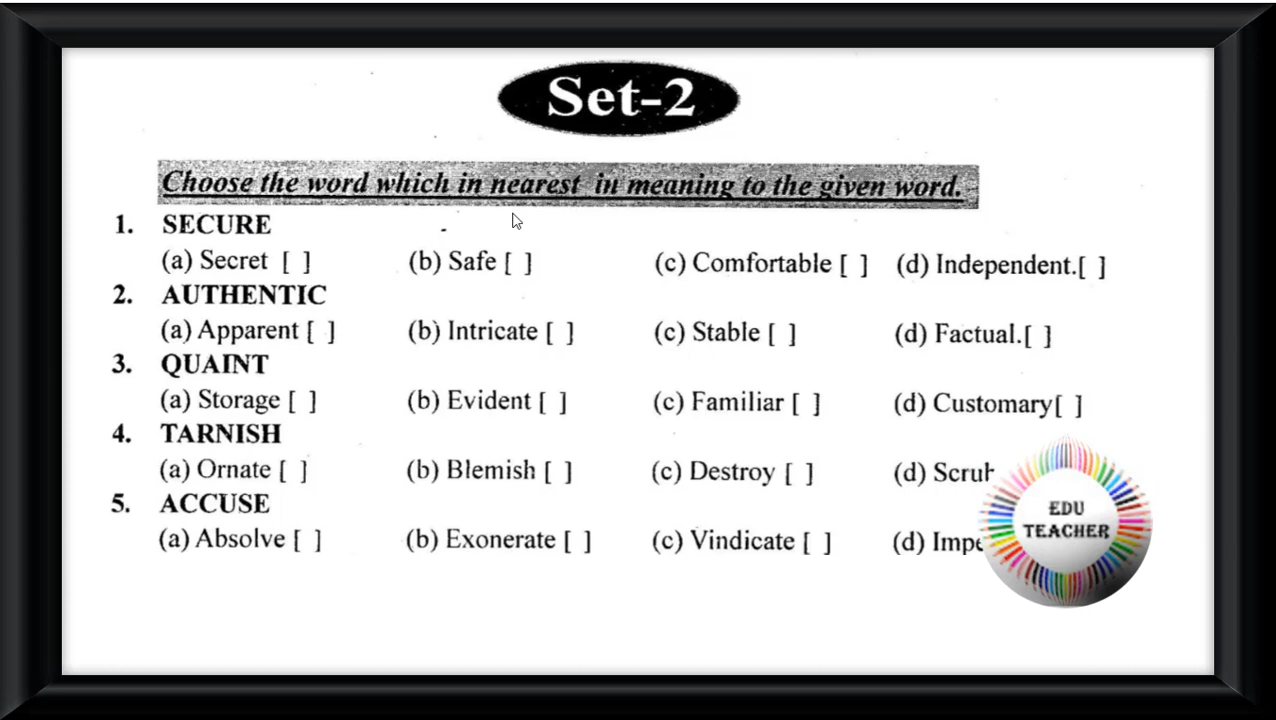 Set-2
Choose the word which in nearest in meaning to the given word.
1. SECURE
(a) Secret [ ] (b) Safe [ ] (c) Comfortable [ ] (d) Independent.[ ]
2. AUTHENTIC
(a) Apparent [ ] (b) Intricate [ ] (c) Stable [ ] (d) Factual.[ ]
3. QUAINT
(a) Storage [ ] (b) Evident [ ] (c) Familiar [ ] (d) Customary[ ]
4. TARNISH
(a) Ornate [ ] (b) Blemish [ ] (c) Destroy [ ] (d)
5. ACCUSE
(a) Absolve [ ] (b) Exonerate [ ] (c) Vindicate [ ] (d)
EDU
TEACHER